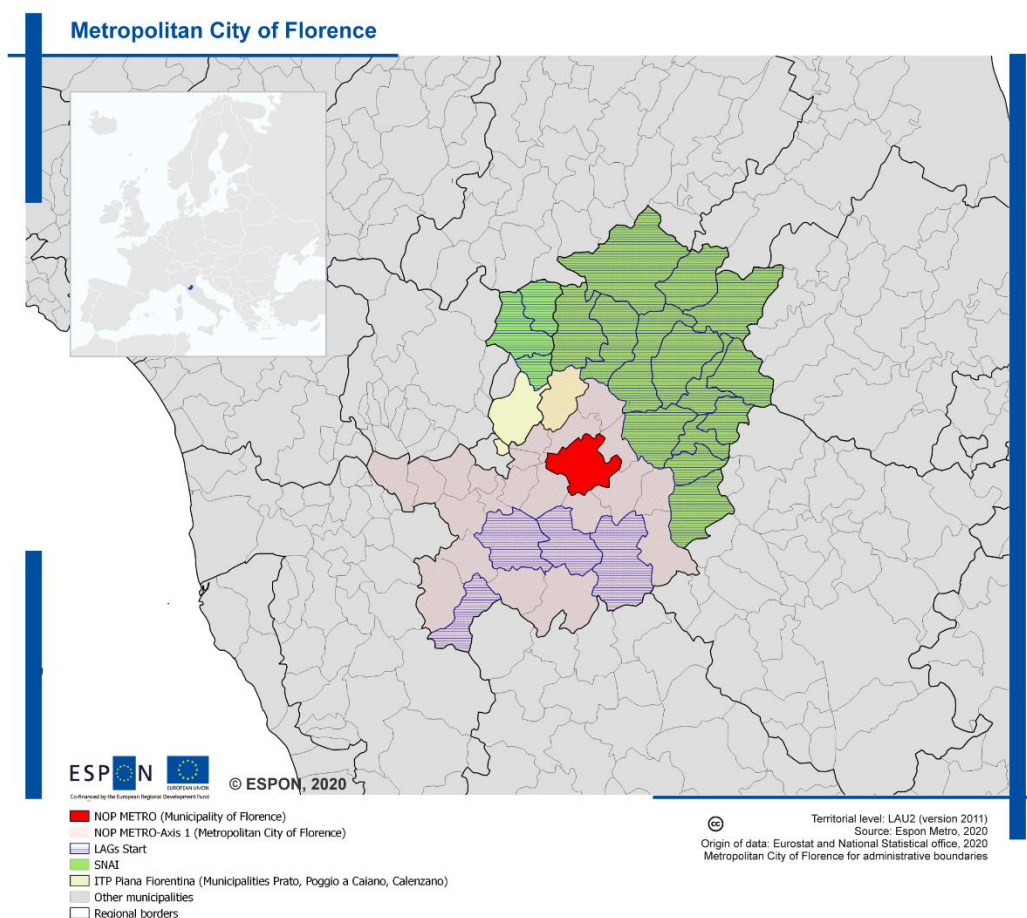 Metropolitan City of Florence
ESPON
EUROPEAN UNION
Co-financed by the European Regional Development Fund
© ESPON, 2020
NOP METRO (Municipality of Florence)
NOP METRO-Axis 1 (Metropolitan City of Florence)
LAGs Start
SNAI
ITP Piana Fiorentina (Municipalities Prato, Poggio a Caiano, Calenzano)
Other municipalities
Regional borders
cc
Territorial level: LAU2 (version 2011)
Source: Espon Metro, 2020
Origin of data: Eurostat and National Statistical office, 2020
Metropolitan City of Florence for administrative boundaries